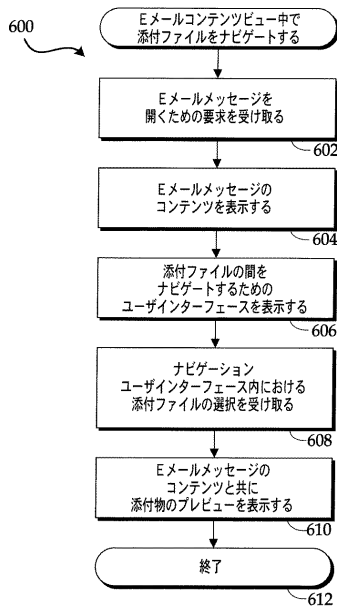 600
Eメールコンテンツビュー中で
添付ファイルをナビゲートする
Eメールメッセージを
開くための要求を受け取る
602
Eメールメッセージの
コンテンツを表示する
604
添付ファイルの間を
ナビゲートするための
ユーザインターフェースを表示する
606
ナビゲーション
ユーザインターフェース内における
添付ファイルの選択を受け取る
608
Eメールメッセージの
コンテンツと共に
添付物のプレビューを表示する
610
終了
612